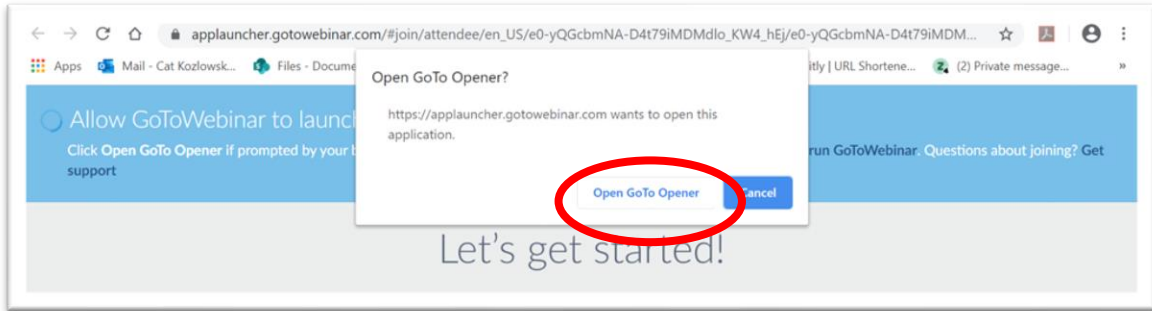 applauncher.gotowebinar.com/#join/attendee/en_US/e0-yQGcbmNA-D4t79iMDMdlo_KW4_hEj/e0-yQGcbmNA-D4t79iMDM...
Apps Mail - Cat Kozlowsk... Files - Docume itly | URL Shortene... (2) Private message... »
Open GoTo Opener?
https://applauncher.gotowebinar.com wants to open this
application.
Open GoTo Opener Cancel
Allow GoToWebinar to launc
Click Open GoTo Opener if prompted by your b run GoToWebinar. Questions about joining? Get
support
Let's get started!